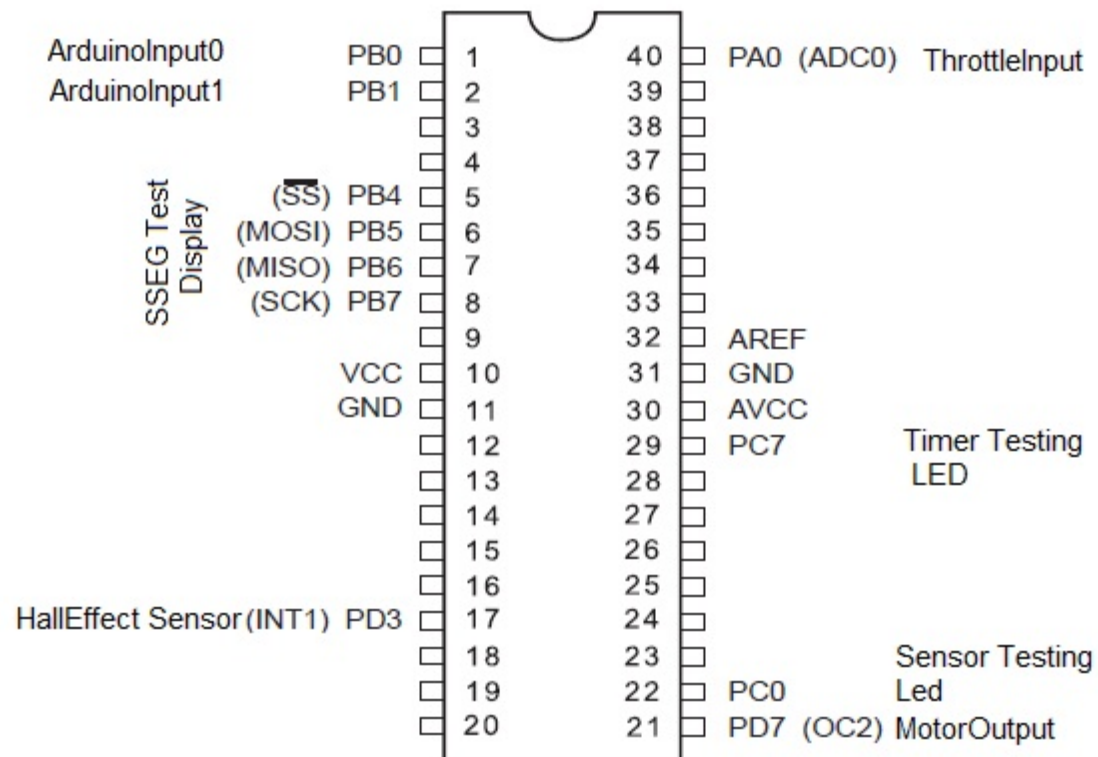 ArduinoInput0 PB0 1 40 PA0 (ADC0) ThrottleInput
ArduinoInput1 PB1 2 39
3 38
4 37
SSEG Test
Display
(SS) PB4 5 36
(MOSI) PB5 6 35
(MISO) PB6 7 34
(SCK) PB7 8 33
9 32 AREF
VCC 10 31 GND
GND 11 30 AVCC
12 29 PC7 Timer Testing
LED
13 28
14 27
15 26
16 25
HallEffect Sensor (INT1) PD3 17 24
18 23 Sensor Testing
19 22 PC0 Led
20 21 PD7 (OC2) MotorOutput